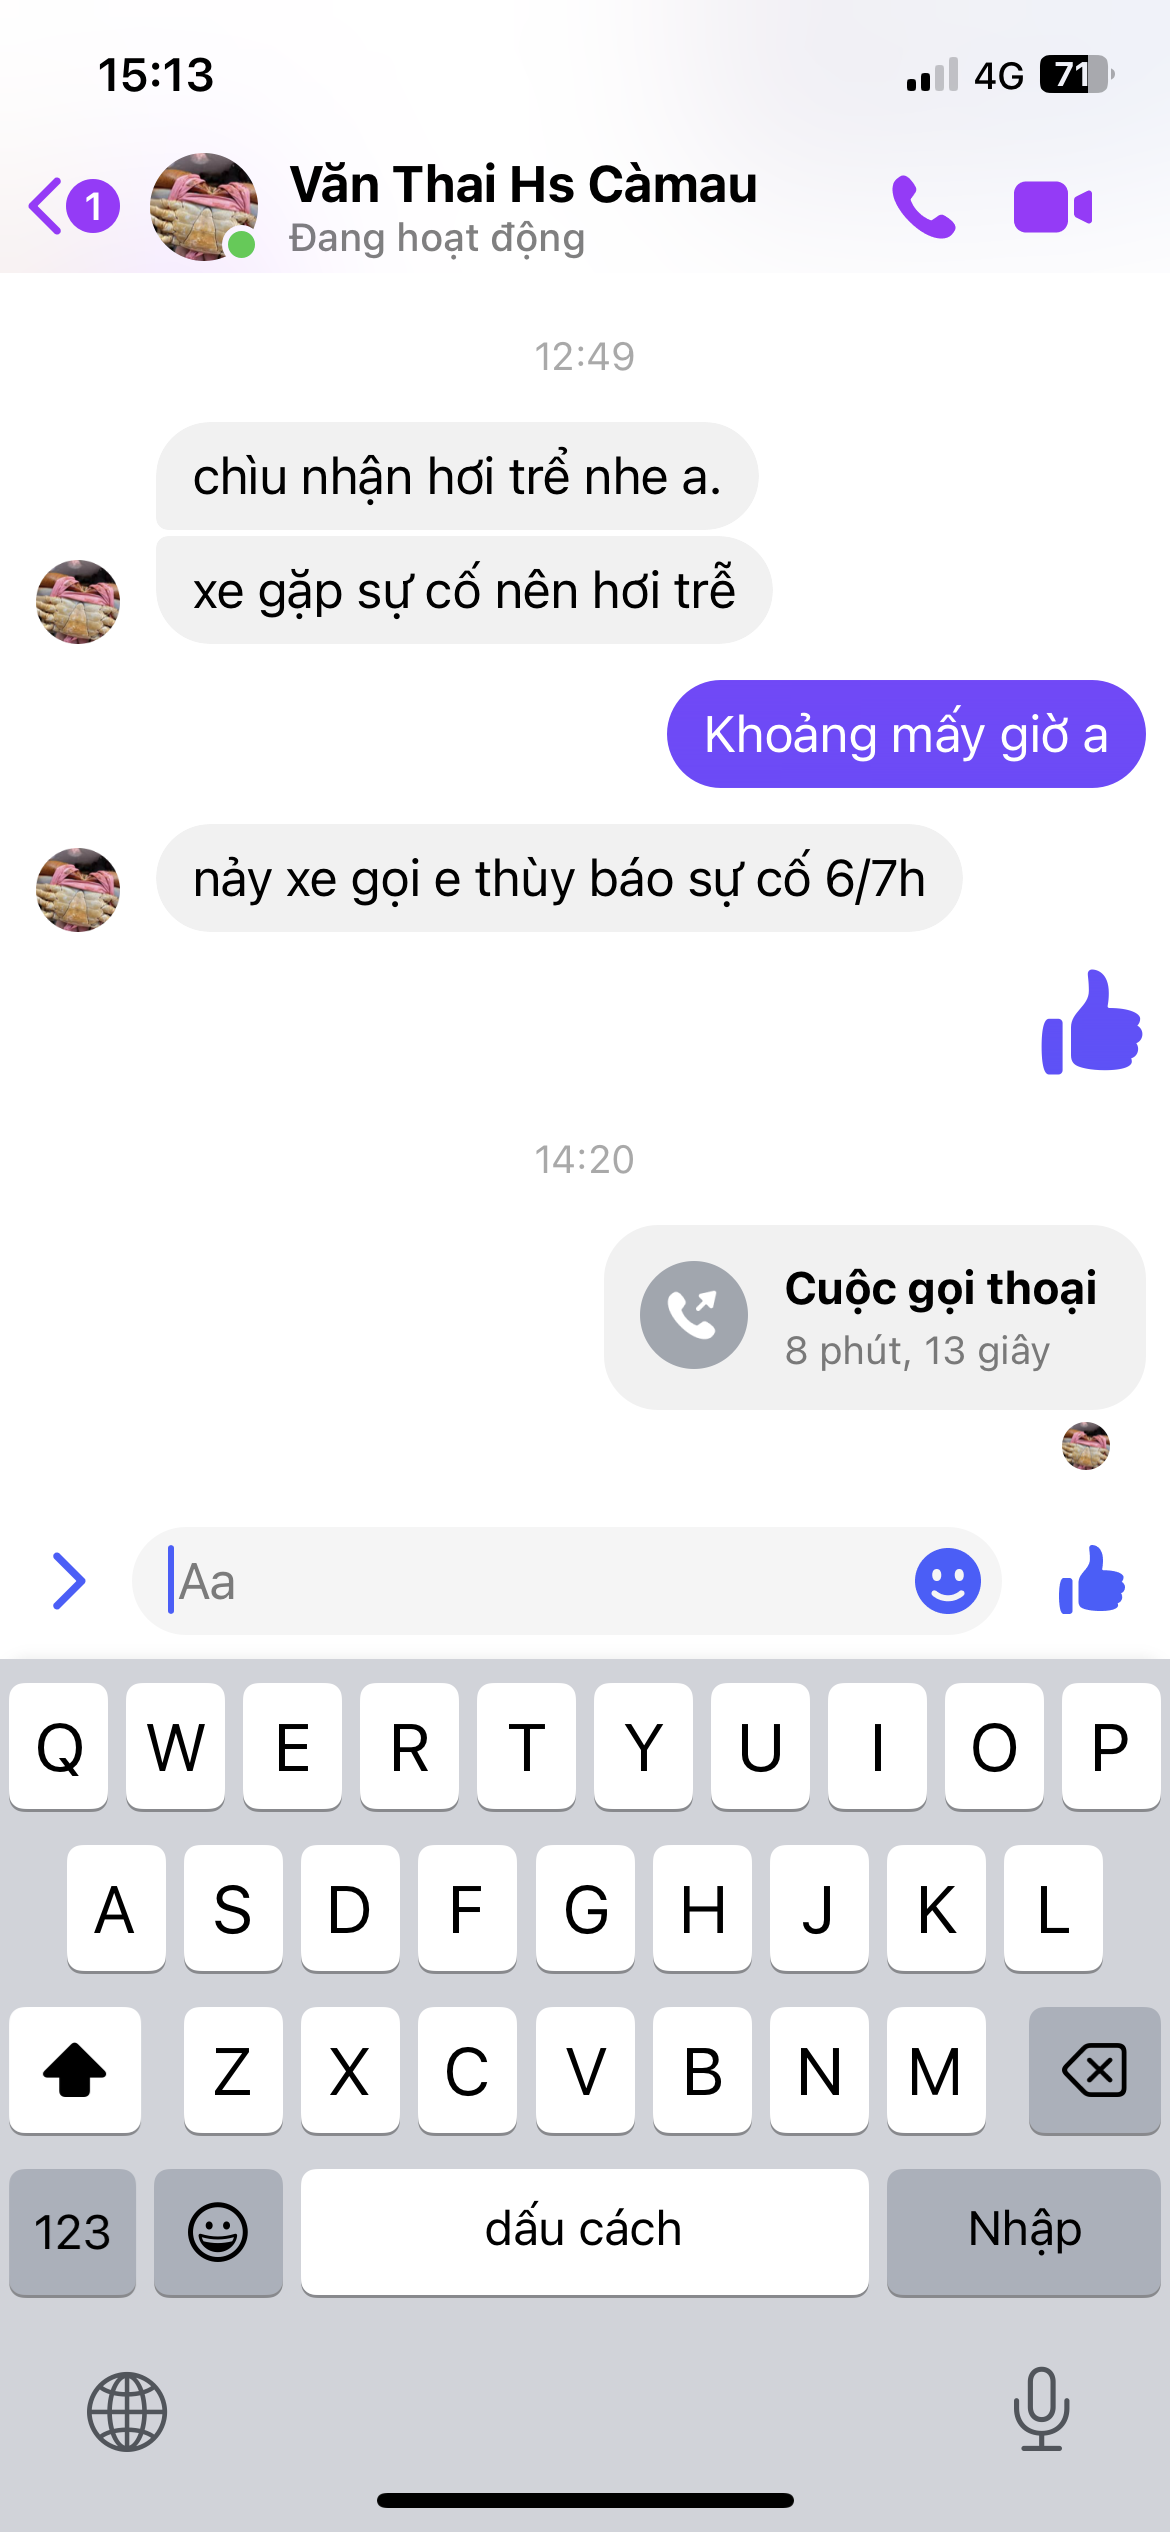 15:13
4G
71
1
Văn Thai Hs Càmau
Đang hoạt động
12:49
chìu nhận hơi trể nhe a.
xe gặp sự cố nên hơi trễ
Khoảng mấy giờ a
nảy xe gọi e thùy báo sự cố 6/7h
14:20
Cuộc gọi thoại
8 phút, 13 giây
Aa
Q W E R T Y U I O P
A S D F G H J K L
Z X C V B N M
123
dấu cách
Nhập